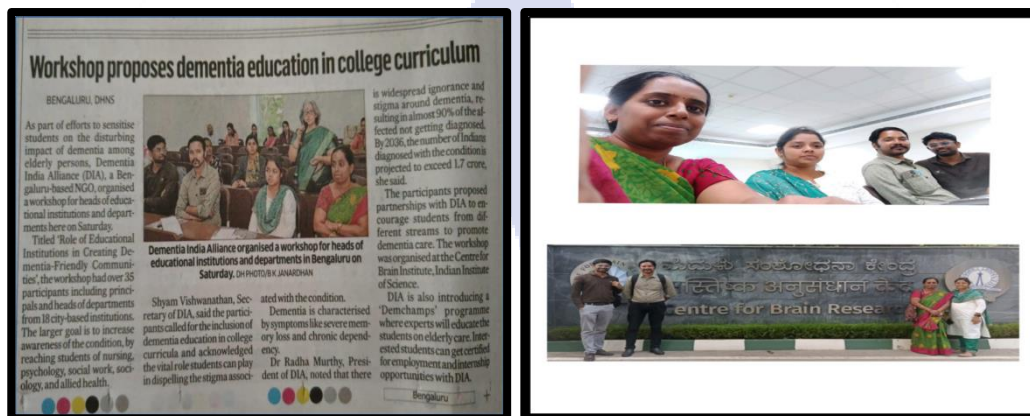 Workshop proposes dementia education in college curriculum
BENGALURU, DHNS
As part of efforts to sensitise
students on the disturbing
impact of dementia among
elderly persons, Dementia
India Alliance (DIA), a Ben-
galuru-based NGO, organised
a workshop for heads of educa-
tional institutions and depart-
ments here on Saturday.
Titled 'Role of Educational
Institutions in Creating De-
mentia-Friendly Communi-
ties', the workshop had over 35
participants including princi-
pals and heads of departments
from 18 city-based institutions.
The larger goal is to increase
awareness of the condition, by
reaching students of nursing,
psychology, social work, soci-
ology, and allied health.
Dementia India Alliance organised a workshop for heads of
educational institutions and departments in Bengaluru on
Saturday. DH PHOTO/B K JANARDHAN
Shyam Vishwanathan, Sec-
retary of DIA, said the partici-
pants called for the inclusion of
dementia education in college
curricula and acknowledged
the vital role students can play
in dispelling the stigma associ-
ated with the condition.
Dementia is characterised
by symptoms like severe mem-
ory loss and chronic depend-
ency.
Dr Radha Murthy, Presi-
dent of DIA, noted that there
is widespread ignorance and
stigma around dementia, re-
sulting in almost 90% of the af-
fected not getting diagnosed.
By 2036, the number of Indians
diagnosed with the condition is
projected to exceed 1.7 crore,
she said.
The participants proposed
partnerships with DIA to en-
courage students from dif-
ferent streams to promote
dementia care. The workshop
was organised at the Centre for
Brain Institute, Indian Institute
of Science.
DIA is also introducing a
'Demchamps' programme
where experts will educate the
students on elderly care. Inter-
ested students can get certified
for employment and internship
opportunities with DIA.
Bengaluru
ಸಂಶೋಧನಾ ಕೇಂದ್ರ
अनुसंधान
Centre for Brain Resea